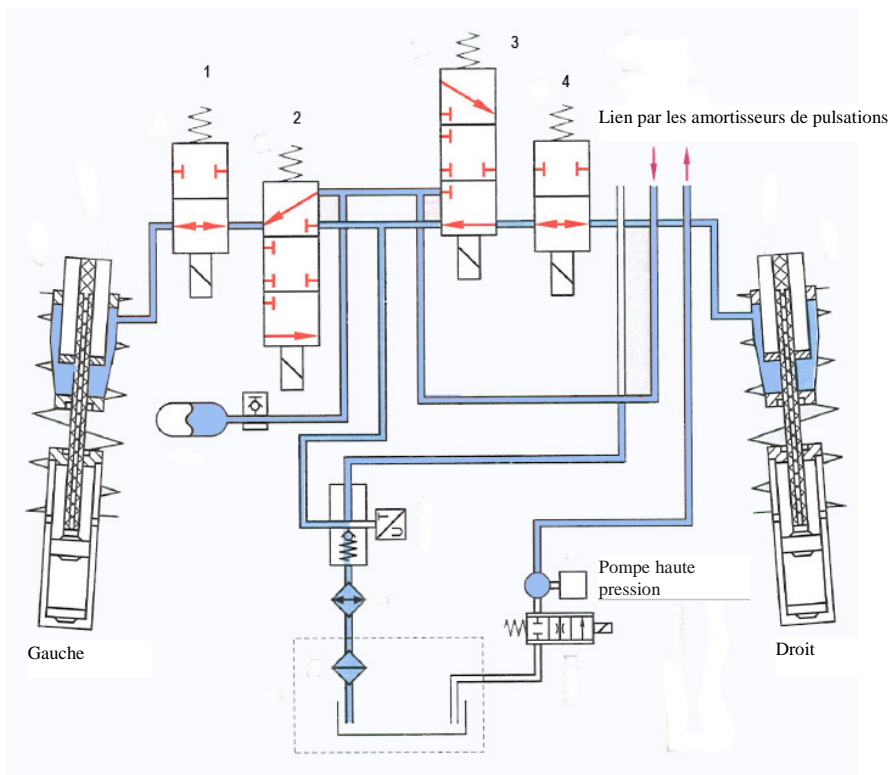 3
1
4
2
Lien par les amortisseurs de pulsations
Pompe haute
pression
Gauche
Droit